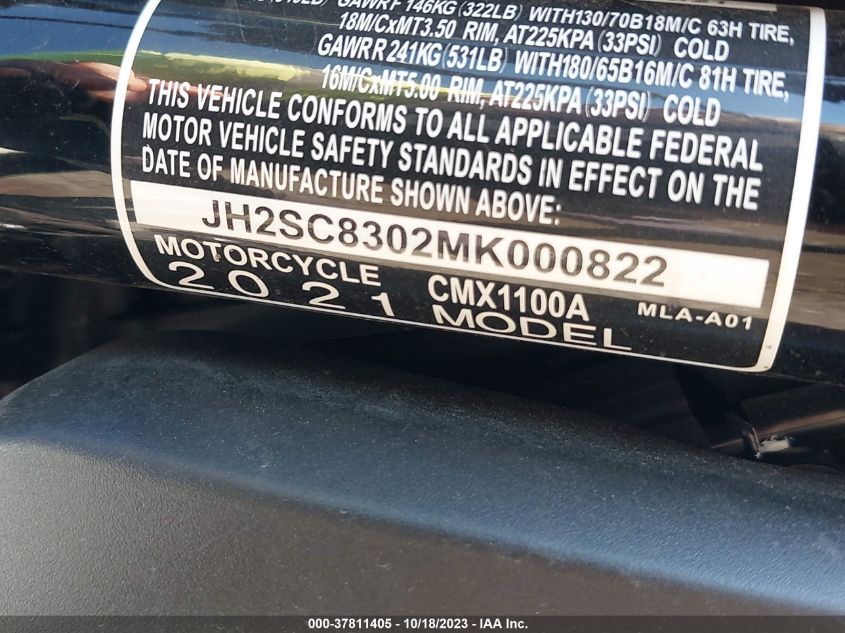 GAWRF 146KG (322LB) WITH130/70B18M/C 63H TIRE,
18M/CxMT3.50 RIM, AT225KPA (33PSI) COLD
GAWRR241KG (531LB) WITH180/65B16M/C 81H TIRE,
16M/CxMT5.00 RIM, AT225KPA (33PSI) COLD
THIS VEHICLE CONFORMS TO ALL APPLICABLE FEDERAL
MOTOR VEHICLE SAFETY STANDARDS IN EFFECT ON THE
DATE OF MANUFACTURE SHOWN ABOVE:
JH2SC8302MK000822
MOTORCYCLE CMX1100A MLA-A01
2021 MODEL
000-37811405 - 10/18/2023 - IAA Inc.